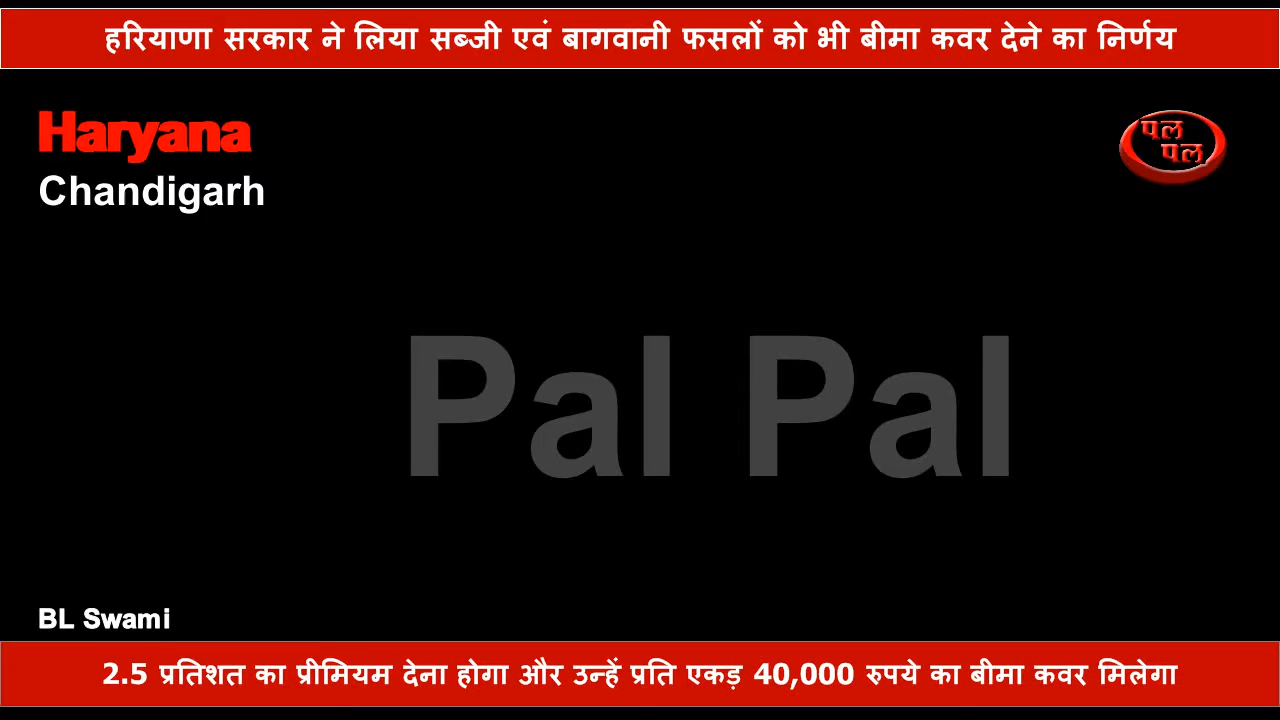 हरियाणा सरकार ने लिया सब्जी एवं बागवानी फसलों को भी बीमा कवर देने का निर्णय
Haryana
Chandigarh
पल
पल
Pal Pal
BL Swami
2.5 प्रतिशत का प्रीमियम देना होगा और उन्हें प्रति एकड़ 40,000 रुपये का बीमा कवर मिलेगा